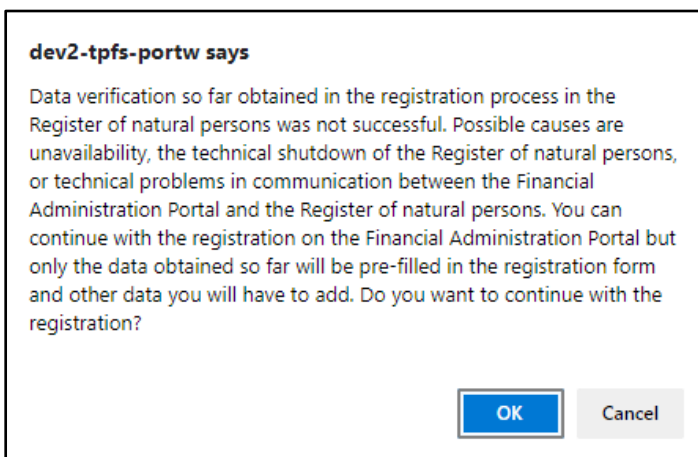 dev2-tpfs-portw says
Data verification so far obtained in the registration process in the
Register of natural persons was not successful. Possible causes are
unavailability, the technical shutdown of the Register of natural persons,
or technical problems in communication between the Financial
Administration Portal and the Register of natural persons. You can
continue with the registration on the Financial Administration Portal but
only the data obtained so far will be pre-filled in the registration form
and other data you will have to add. Do you want to continue with the
registration?
OK
Cancel